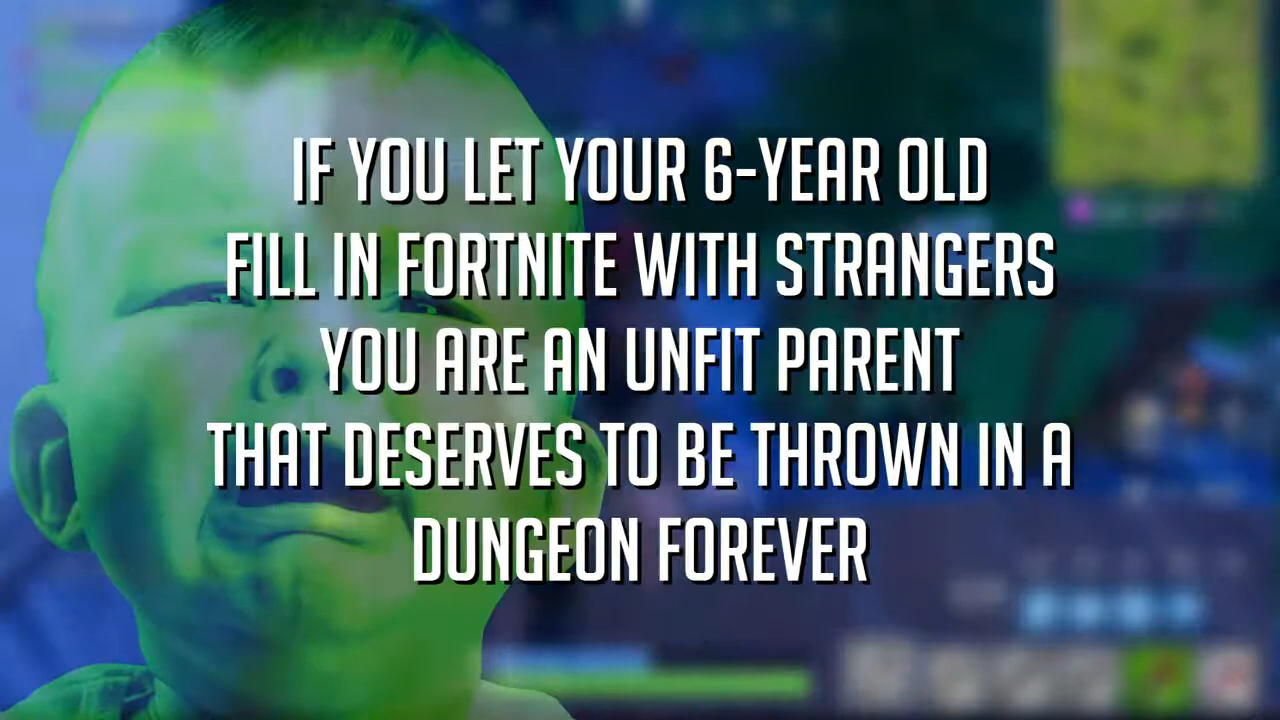 IF YOU LET YOUR 6-YEAR OLD
FILL IN FORTNITE WITH STRANGERS
YOU ARE AN UNFIT PARENT
THAT DESERVES TO BE THROWN IN A
DUNGEON FOREVER